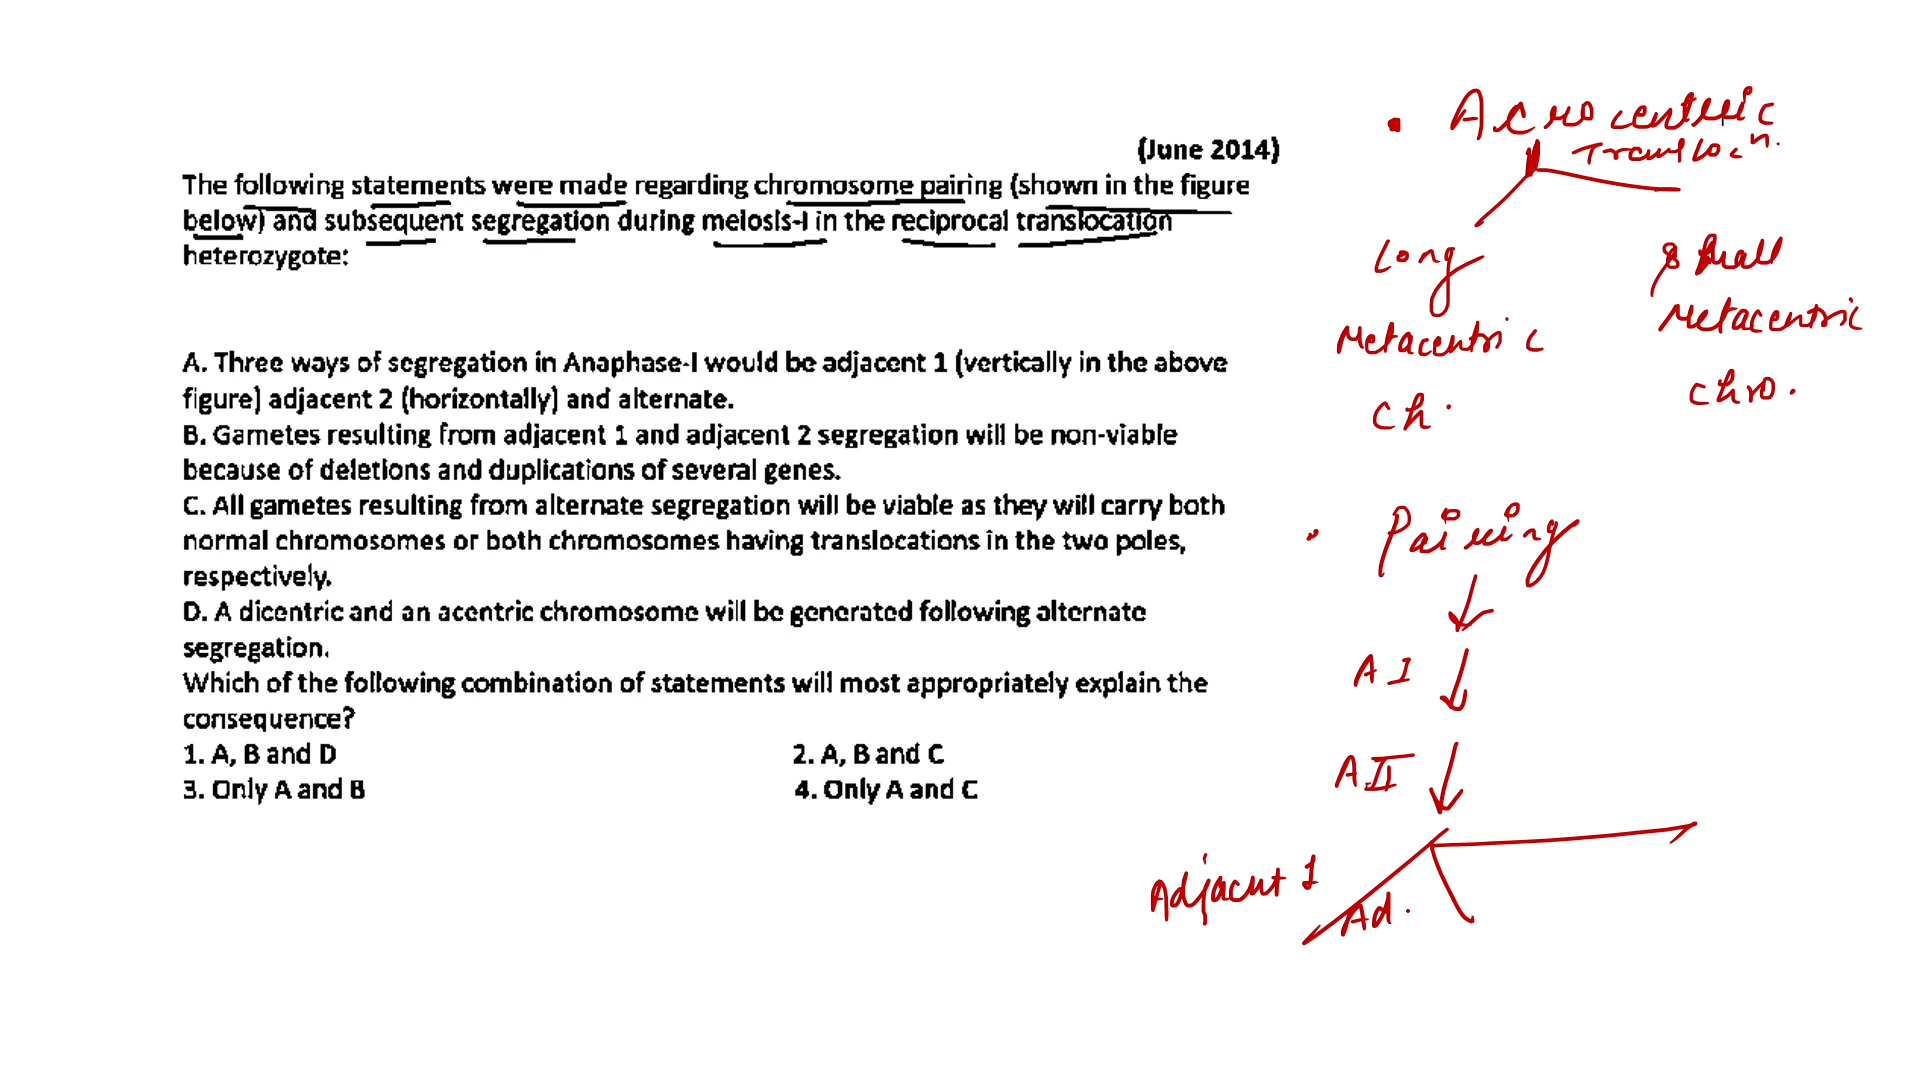 (June 2014)
The following statements were made regarding chromosome pairing (shown in the figure
below) and subsequent segregation during meiosis-I in the reciprocal translocation
heterozygote:
A. Three ways of segregation in Anaphase-I would be adjacent 1 (vertically in the above
figure) adjacent 2 (horizontally) and alternate.
B. Gametes resulting from adjacent 1 and adjacent 2 segregation will be non-viable
because of deletions and duplications of several genes.
C. All gametes resulting from alternate segregation will be viable as they will carry both
normal chromosomes or both chromosomes having translocations in the two poles,
respectively.
D. A dicentric and an acentric chromosome will be generated following alternate
segregation.
Which of the following combination of statements will most appropriately explain the
consequence?
1. A, B and D 2. A, B and C
3. Only A and B 4. Only A and C
• Acrocentric
Transloc n.
Long
Metacentric
Ch.
Small
Metacentric
Chro.
• Pairing
A I
A II
Adjacent 1
Ad.